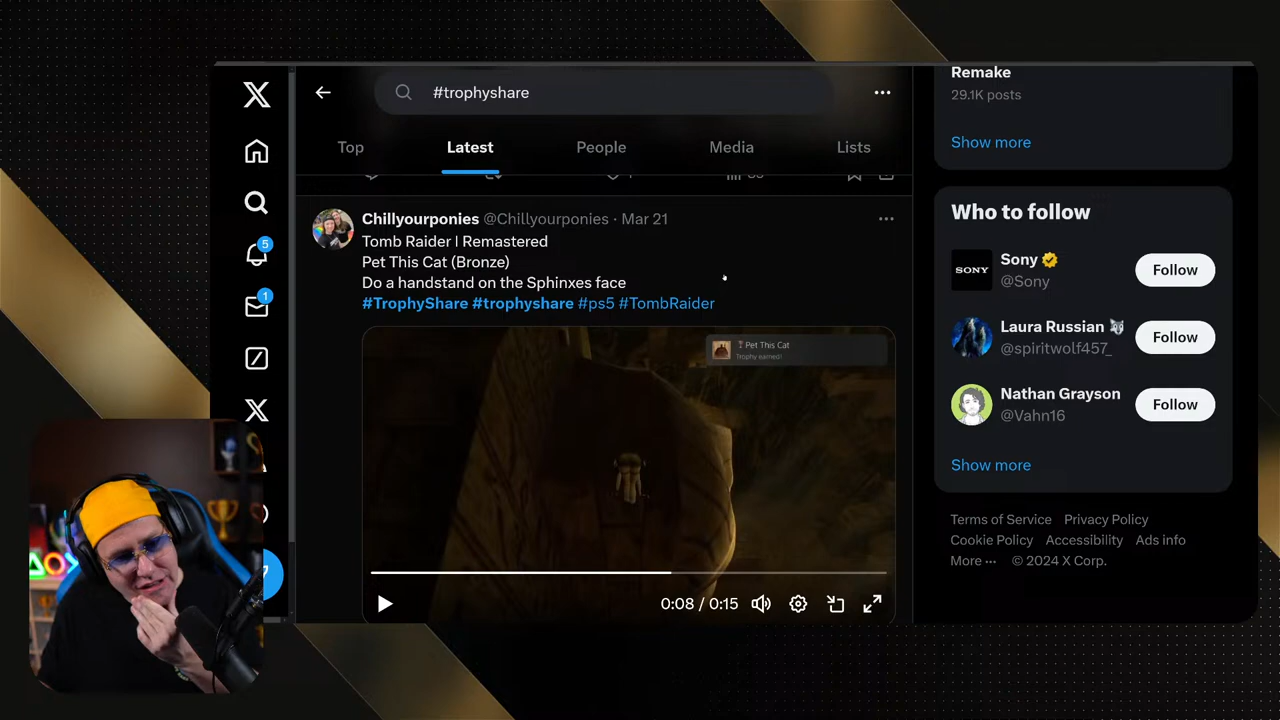 #trophyshare
Top
Latest
People
Media
Lists
Chillyourponies @Chillyourponies · Mar 21
Tomb Raider I Remastered
Pet This Cat (Bronze)
Do a handstand on the Sphinxes face
#TrophyShare #trophyshare #ps5 #TombRaider
Pet This Cat
Trophy earned!
0:08 / 0:15
5
1
Remake
29.1K posts
Show more
Who to follow
SONY
Sony
@Sony
Follow
Laura Russian
@spiritwolf457_
Follow
Nathan Grayson
@Vahn16
Follow
Show more
Terms of Service Privacy Policy
Cookie Policy Accessibility Ads info
More ··· © 2024 X Corp.